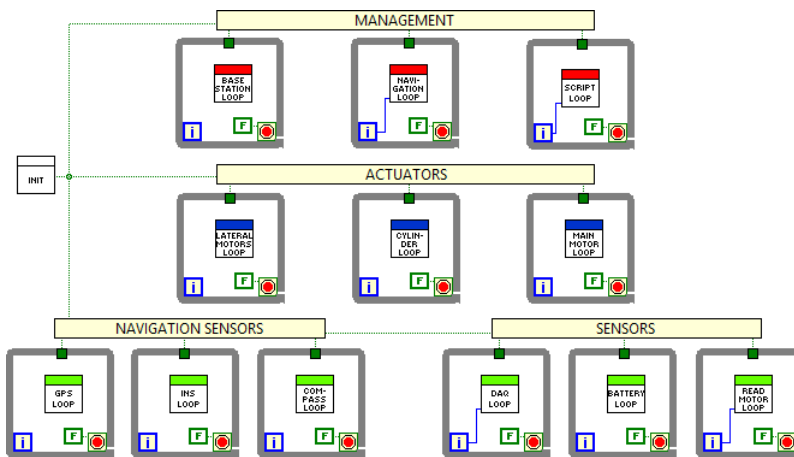 MANAGEMENT
BASE
STATION
LOOP
i
F
NAVI-
GATION
LOOP
i
F
SCRIPT
LOOP
i
F
INIT
ACTUATORS
LATERAL
MOTORS
LOOP
i
F
CYLIN-
DER
LOOP
i
F
MAIN
MOTOR
LOOP
i
F
NAVIGATION SENSORS
SENSORS
GPS
LOOP
i
F
INS
LOOP
i
F
COM-
PASS
LOOP
i
F
DAQ
LOOP
i
F
BATTERY
LOOP
i
F
READ
MOTOR
LOOP
i
F